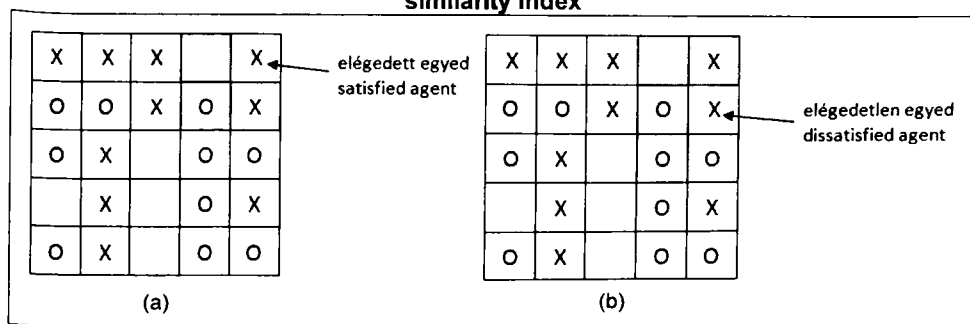 similarity index
X X X X
O O X O X
O X O O
X O X
O X O O
(a)
elégedett egyed
satisfied agent
X X X X
O O X O X
O X O O
X O X
O X O O
(b)
elégedetlen egyed
dissatisfied agent